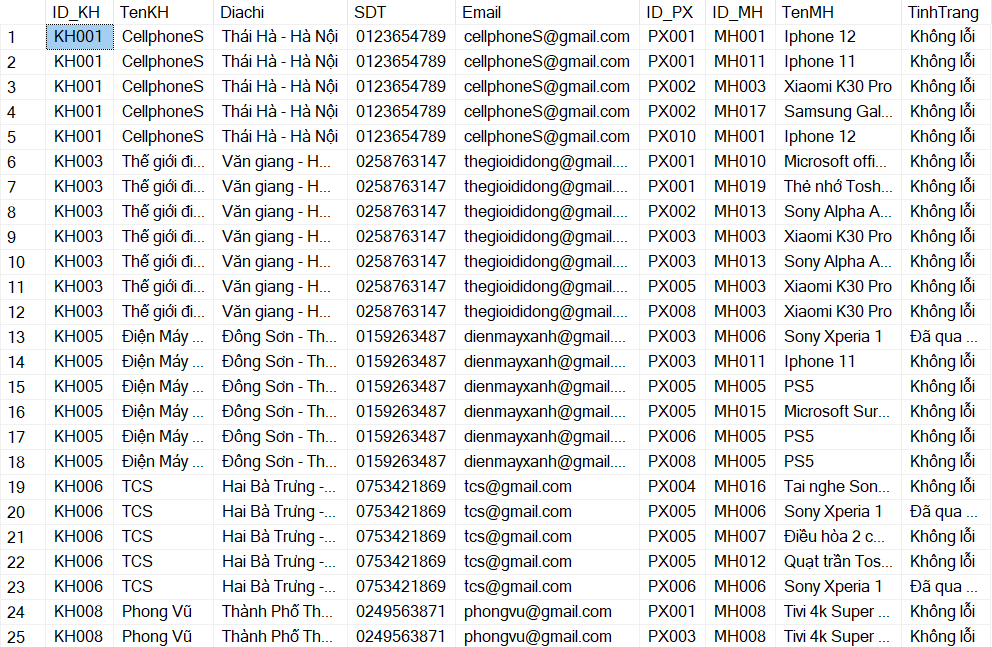 ID_KH TenKH Diachi SDT Email ID_PX ID_MH TenMH TinhTrang
1 KH001 CellphoneS Thái Hà - Hà Nội 0123654789 cellphoneS@gmail.com PX001 MH001 Iphone 12 Không lỗi
2 KH001 CellphoneS Thái Hà - Hà Nội 0123654789 cellphoneS@gmail.com PX001 MH011 Iphone 11 Không lỗi
3 KH001 CellphoneS Thái Hà - Hà Nội 0123654789 cellphoneS@gmail.com PX002 MH003 Xiaomi K30 Pro Không lỗi
4 KH001 CellphoneS Thái Hà - Hà Nội 0123654789 cellphoneS@gmail.com PX002 MH017 Samsung Gal... Không lỗi
5 KH001 CellphoneS Thái Hà - Hà Nội 0123654789 cellphoneS@gmail.com PX010 MH001 Iphone 12 Không lỗi
6 KH003 Thế giới di... Văn giang - H... 0258763147 thegioididong@gmail.... PX001 MH010 Microsoft offi... Không lỗi
7 KH003 Thế giới di... Văn giang - H... 0258763147 thegioididong@gmail.... PX001 MH019 Thẻ nhớ Tosh... Không lỗi
8 KH003 Thế giới di... Văn giang - H... 0258763147 thegioididong@gmail.... PX002 MH013 Sony Alpha A... Không lỗi
9 KH003 Thế giới di... Văn giang - H... 0258763147 thegioididong@gmail.... PX003 MH003 Xiaomi K30 Pro Không lỗi
10 KH003 Thế giới di... Văn giang - H... 0258763147 thegioididong@gmail.... PX003 MH013 Sony Alpha A... Không lỗi
11 KH003 Thế giới di... Văn giang - H... 0258763147 thegioididong@gmail.... PX005 MH003 Xiaomi K30 Pro Không lỗi
12 KH003 Thế giới di... Văn giang - H... 0258763147 thegioididong@gmail.... PX008 MH003 Xiaomi K30 Pro Không lỗi
13 KH005 Điện Máy ... Đông Sơn - Th... 0159263487 dienmayxanh@gmail.... PX003 MH006 Sony Xperia 1 Đã qua ...
14 KH005 Điện Máy ... Đông Sơn - Th... 0159263487 dienmayxanh@gmail.... PX003 MH011 Iphone 11 Không lỗi
15 KH005 Điện Máy ... Đông Sơn - Th... 0159263487 dienmayxanh@gmail.... PX005 MH005 PS5 Không lỗi
16 KH005 Điện Máy ... Đông Sơn - Th... 0159263487 dienmayxanh@gmail.... PX005 MH015 Microsoft Sur... Không lỗi
17 KH005 Điện Máy ... Đông Sơn - Th... 0159263487 dienmayxanh@gmail.... PX006 MH005 PS5 Không lỗi
18 KH005 Điện Máy ... Đông Sơn - Th... 0159263487 dienmayxanh@gmail.... PX008 MH005 PS5 Không lỗi
19 KH006 TCS Hai Bà Trưng -... 0753421869 tcs@gmail.com PX004 MH016 Tai nghe Son... Không lỗi
20 KH006 TCS Hai Bà Trưng -... 0753421869 tcs@gmail.com PX005 MH006 Sony Xperia 1 Đã qua ...
21 KH006 TCS Hai Bà Trưng -... 0753421869 tcs@gmail.com PX005 MH007 Điều hòa 2 c... Không lỗi
22 KH006 TCS Hai Bà Trưng -... 0753421869 tcs@gmail.com PX005 MH012 Quạt trần Tos... Không lỗi
23 KH006 TCS Hai Bà Trưng -... 0753421869 tcs@gmail.com PX006 MH006 Sony Xperia 1 Đã qua ...
24 KH008 Phong Vũ Thành Phố Th... 0249563871 phongvu@gmail.com PX001 MH008 Tivi 4k Super ... Không lỗi
25 KH008 Phong Vũ Thành Phố Th... 0249563871 phongvu@gmail.com PX003 MH008 Tivi 4k Super ... Không lỗi